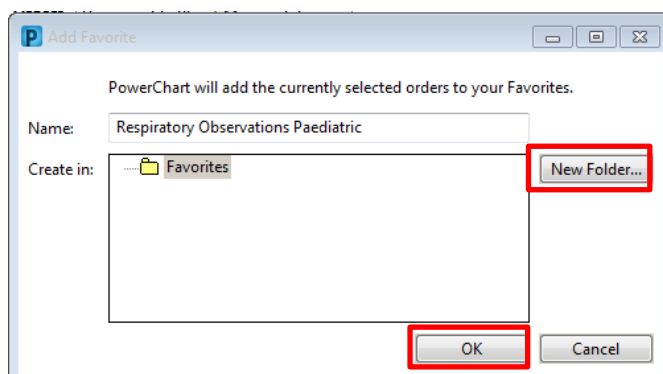 P Add Favorite
PowerChart will add the currently selected orders to your Favorites.
Name: Respiratory Observations Paediatric
Create in: Favorites New Folder...
OK Cancel